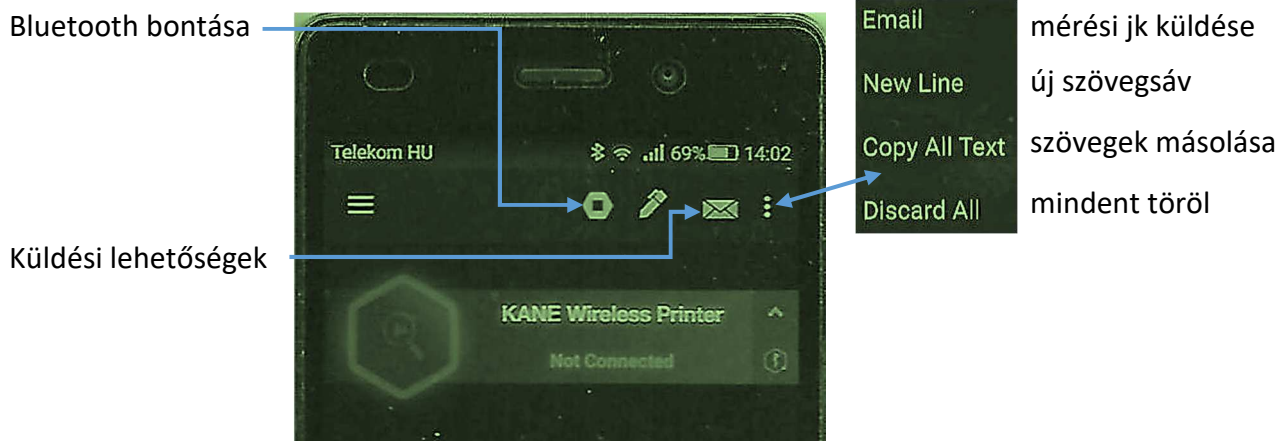 Bluetooth bontása
Telekom HU
69% 14:02
Küldési lehetőségek
KANE Wireless Printer
Not Connected
Email mérési jk küldése
New Line új szövegsáv
Copy All Text szövegek másolása
Discard All mindent töröl